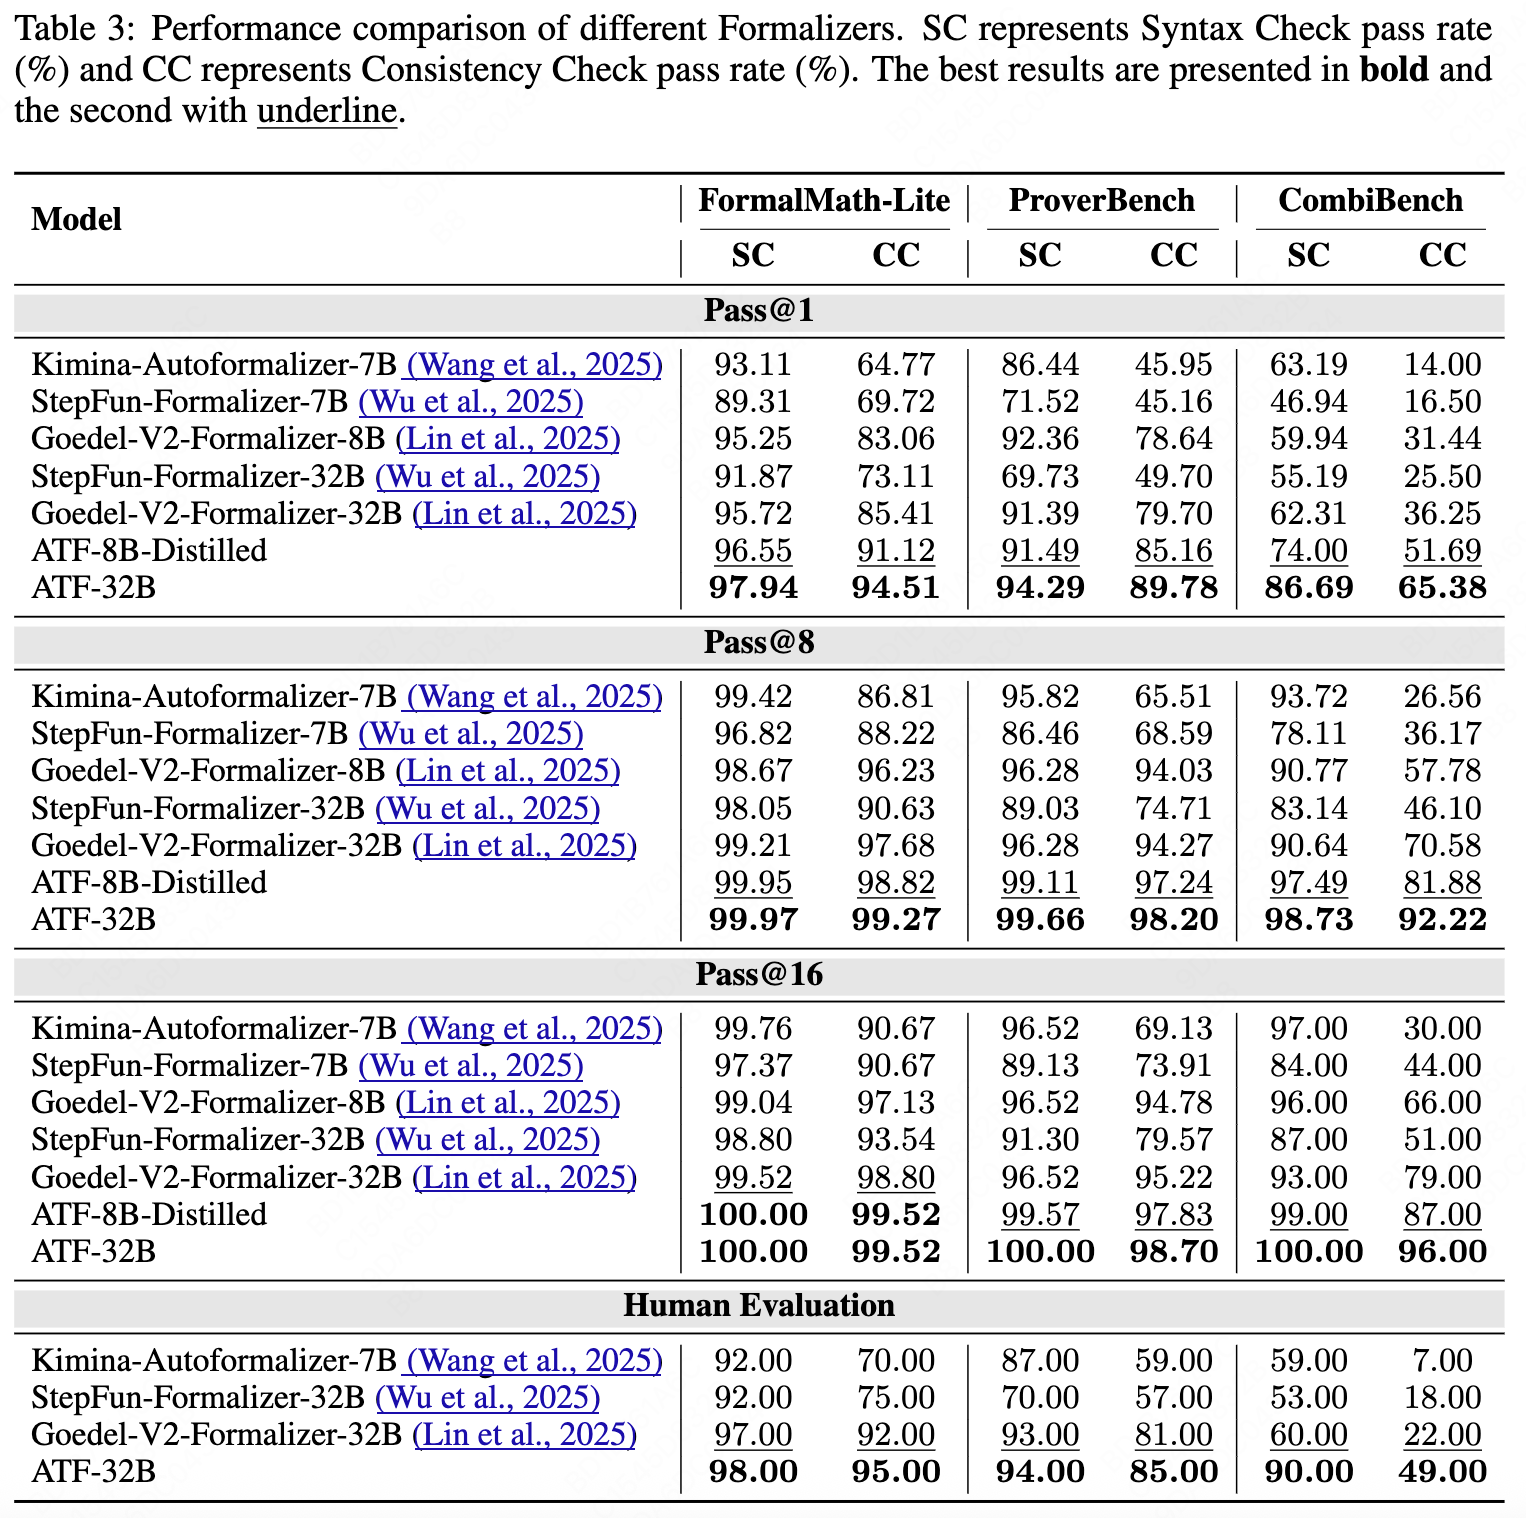 Table 3: Performance comparison of different Formalizers. SC represents Syntax Check pass rate
(%) and CC represents Consistency Check pass rate (%). The best results are presented in bold and
the second with underline.
Model FormalMath-Lite ProverBench CombiBench
SC CC SC CC SC CC
Pass@1
Kimina-Autoformalizer-7B (Wang et al., 2025) 93.11 64.77 86.44 45.95 63.19 14.00
StepFun-Formalizer-7B (Wu et al., 2025) 89.31 69.72 71.52 45.16 46.94 16.50
Goedel-V2-Formalizer-8B (Lin et al., 2025) 95.25 83.06 92.36 78.64 59.94 31.44
StepFun-Formalizer-32B (Wu et al., 2025) 91.87 73.11 69.73 49.70 55.19 25.50
Goedel-V2-Formalizer-32B (Lin et al., 2025) 95.72 85.41 91.39 79.70 62.31 36.25
ATF-8B-Distilled 96.55 91.12 91.49 85.16 74.00 51.69
ATF-32B 97.94 94.51 94.29 89.78 86.69 65.38
Pass@8
Kimina-Autoformalizer-7B (Wang et al., 2025) 99.42 86.81 95.82 65.51 93.72 26.56
StepFun-Formalizer-7B (Wu et al., 2025) 96.82 88.22 86.46 68.59 78.11 36.17
Goedel-V2-Formalizer-8B (Lin et al., 2025) 98.67 96.23 96.28 94.03 90.77 57.78
StepFun-Formalizer-32B (Wu et al., 2025) 98.05 90.63 89.03 74.71 83.14 46.10
Goedel-V2-Formalizer-32B (Lin et al., 2025) 99.21 97.68 96.28 94.27 90.64 70.58
ATF-8B-Distilled 99.95 98.82 99.11 97.24 97.49 81.88
ATF-32B 99.97 99.27 99.66 98.20 98.73 92.22
Pass@16
Kimina-Autoformalizer-7B (Wang et al., 2025) 99.76 90.67 96.52 69.13 97.00 30.00
StepFun-Formalizer-7B (Wu et al., 2025) 97.37 90.67 89.13 73.91 84.00 44.00
Goedel-V2-Formalizer-8B (Lin et al., 2025) 99.04 97.13 96.52 94.78 96.00 66.00
StepFun-Formalizer-32B (Wu et al., 2025) 98.80 93.54 91.30 79.57 87.00 51.00
Goedel-V2-Formalizer-32B (Lin et al., 2025) 99.52 98.80 96.52 95.22 93.00 79.00
ATF-8B-Distilled 100.00 99.52 99.57 97.83 99.00 87.00
ATF-32B 100.00 99.52 100.00 98.70 100.00 96.00
Human Evaluation
Kimina-Autoformalizer-7B (Wang et al., 2025) 92.00 70.00 87.00 59.00 59.00 7.00
StepFun-Formalizer-32B (Wu et al., 2025) 92.00 75.00 70.00 57.00 53.00 18.00
Goedel-V2-Formalizer-32B (Lin et al., 2025) 97.00 92.00 93.00 81.00 60.00 22.00
ATF-32B 98.00 95.00 94.00 85.00 90.00 49.00